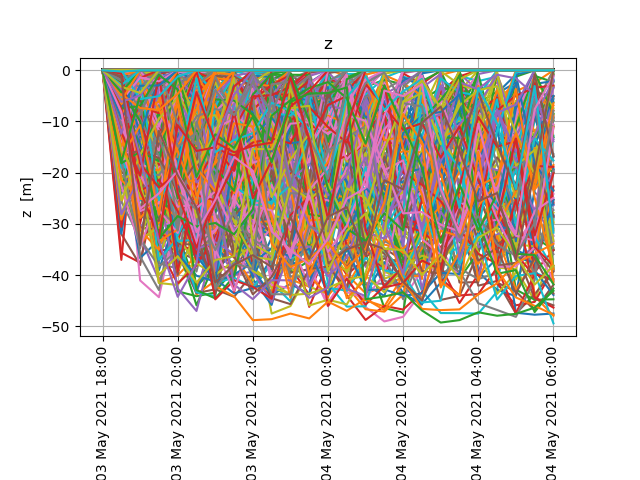 z
0
−10
−20
−30
−40
−50
z [m]
03 May 2021 18:00
03 May 2021 20:00
03 May 2021 22:00
04 May 2021 00:00
04 May 2021 02:00
04 May 2021 04:00
04 May 2021 06:00